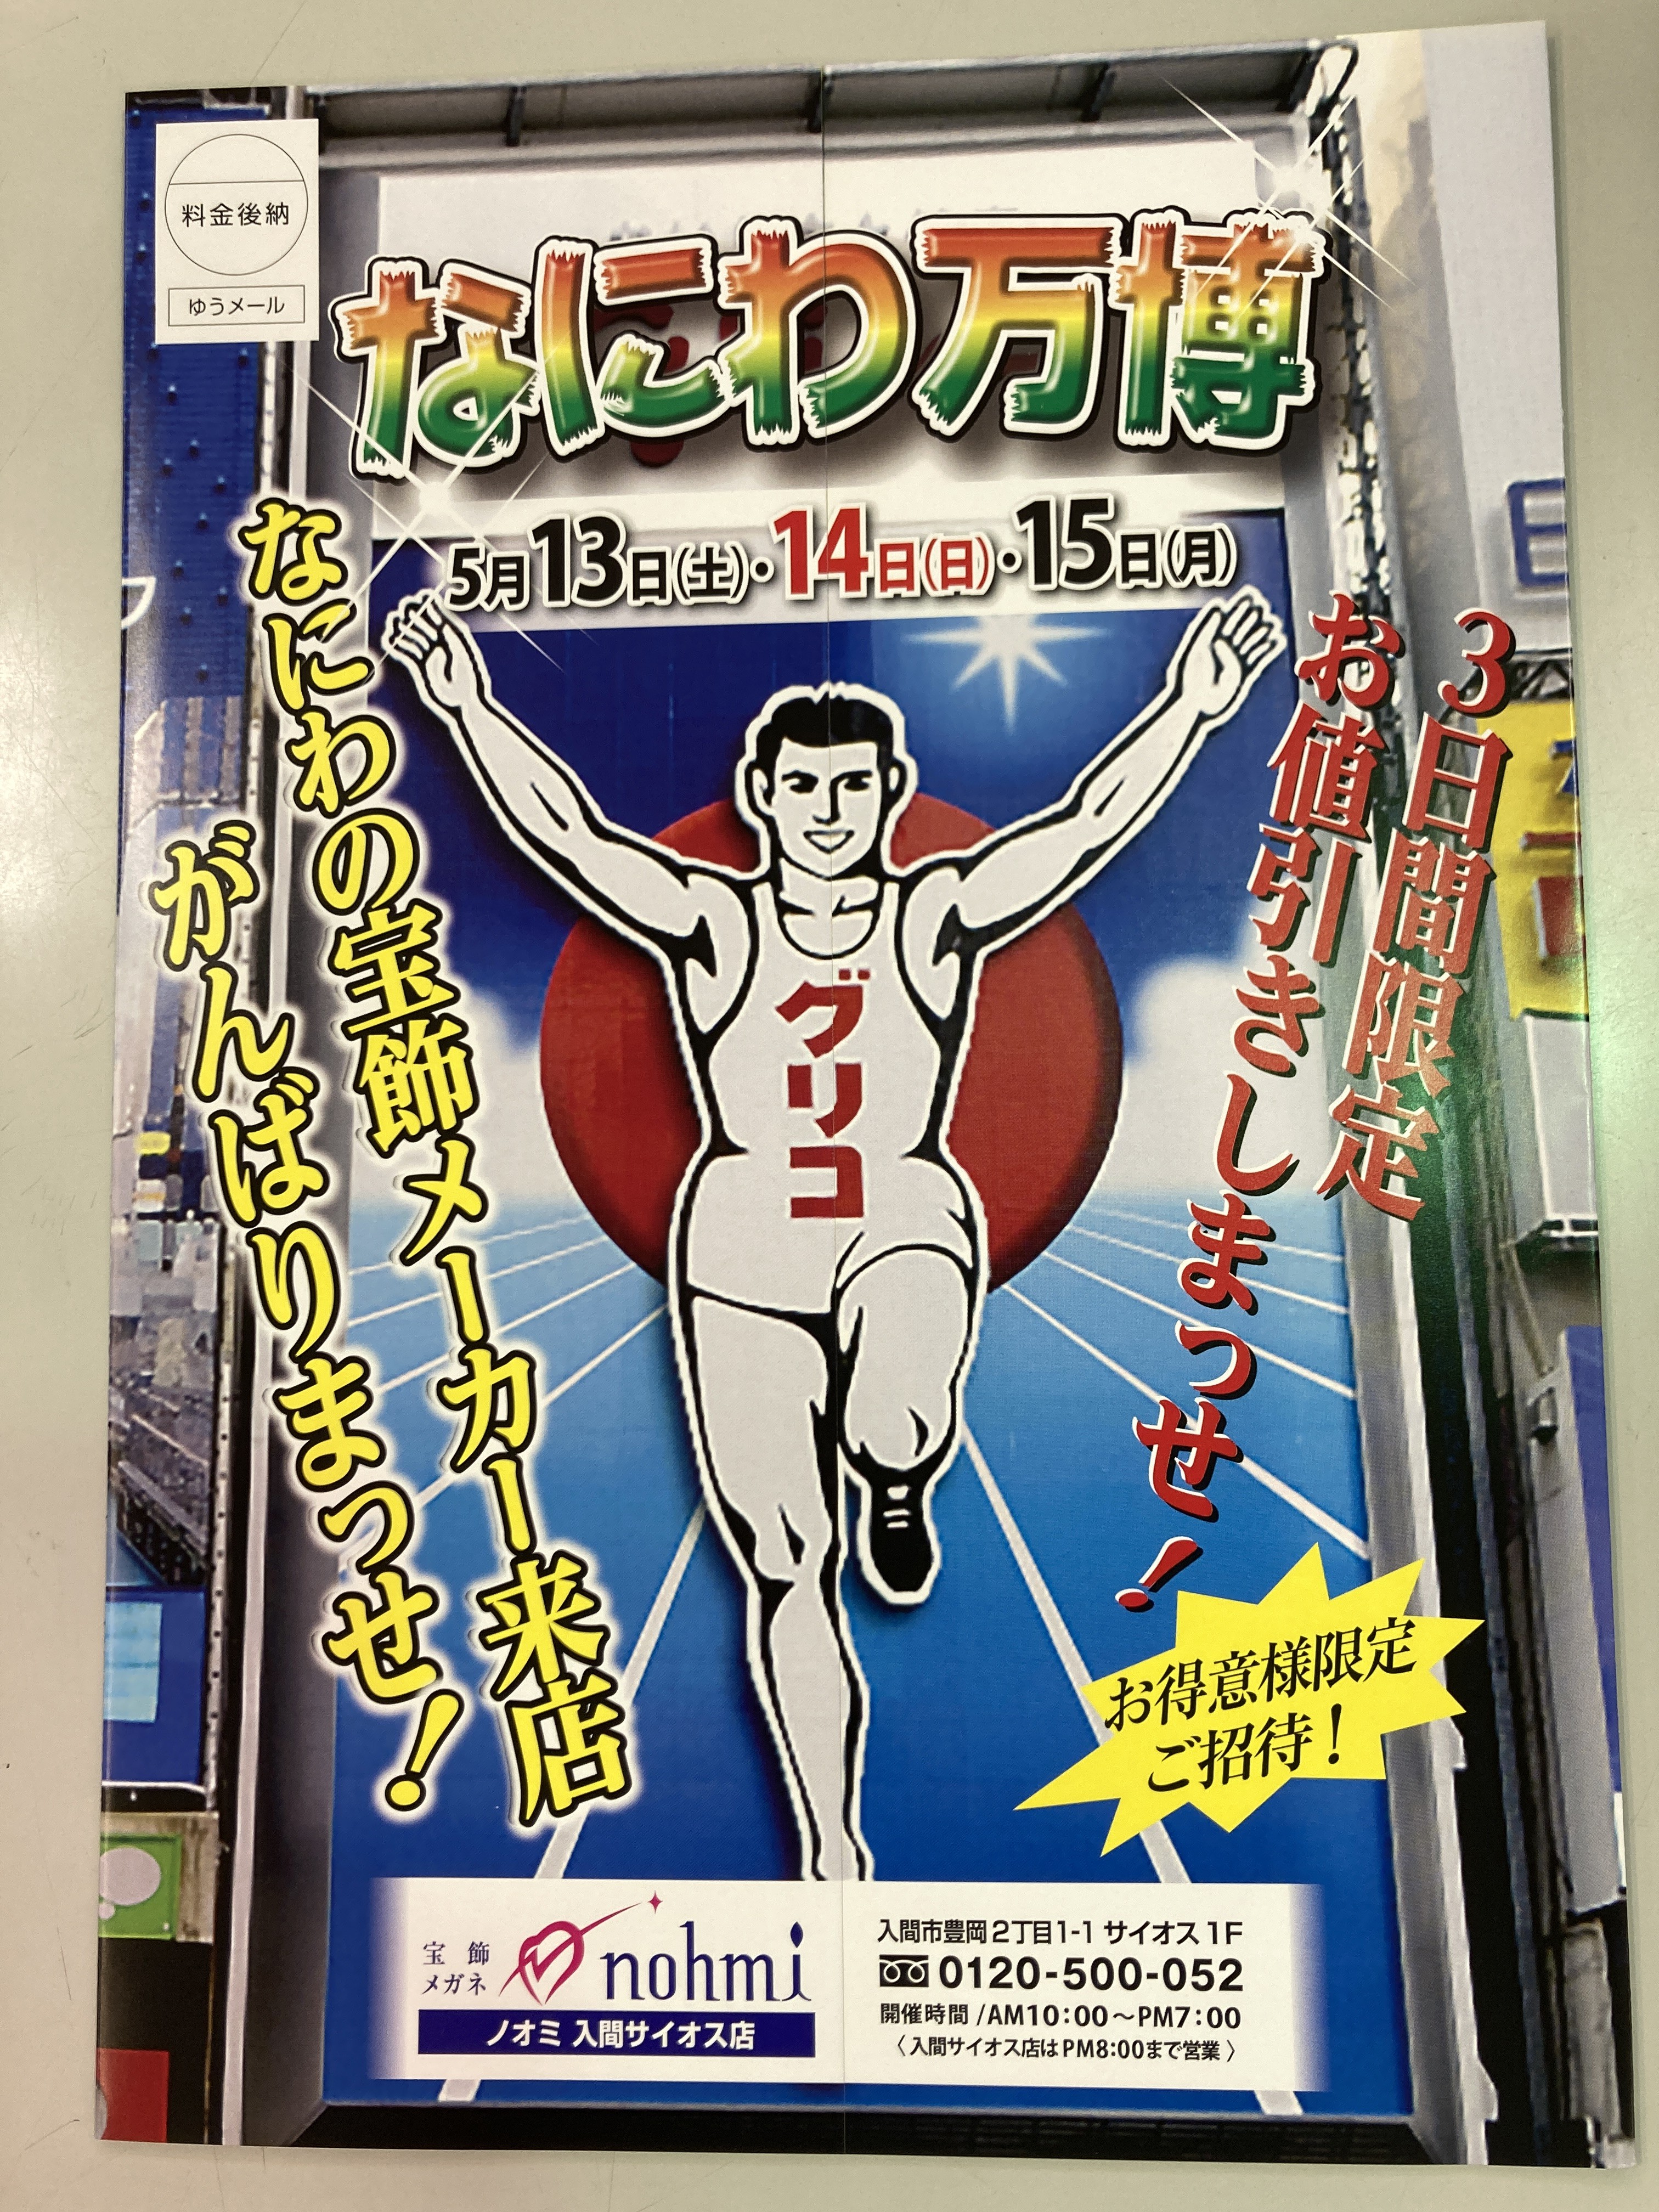 料金後納
ゆうメール
なにわ万博
5月13日(土)・14日(日)・15日(月)
3日間限定
お値引きしまっせ!
なにわの宝飾メーカー来店
がんばりまっせ!
グリコ
お得意様限定
ご招待!
宝飾
メガネ
nohmi
ノオミ 入間サイオス店
入間市豊岡2丁目1-1 サイオス1F
0120-500-052
開催時間/AM10:00〜PM7:00
〈入間サイオス店はPM8:00まで営業〉